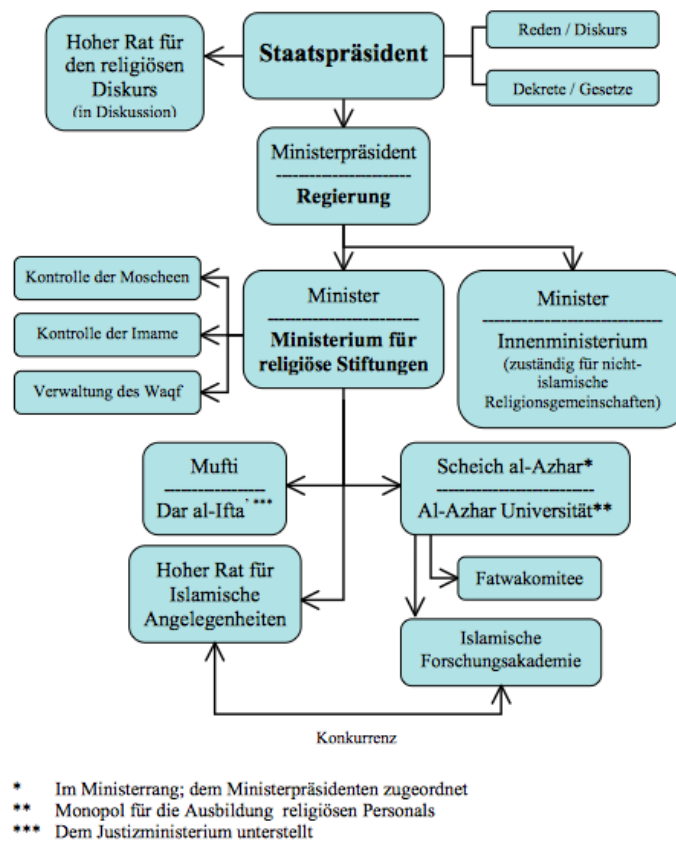 Hoher Rat für
den religiösen
Diskurs
(in Diskussion)
Staatspräsident
Reden / Diskurs
Dekrete / Gesetze
Ministerpräsident
Regierung
Kontrolle der Moscheen
Kontrolle der Imame
Verwaltung des Waqf
Minister
Ministerium für
religiöse Stiftungen
Minister
Innenministerium
(zuständig für nicht-
islamische
Religionsgemeinschaften)
Mufti
Dar al-Ifta' ***
Scheich al-Azhar*
Al-Azhar Universität**
Hoher Rat für
Islamische
Angelegenheiten
Fatwakomitee
Islamische
Forschungsakademie
Konkurrenz
* Im Ministerrang; dem Ministerpräsidenten zugeordnet
** Monopol für die Ausbildung religiösen Personals
*** Dem Justizministerium unterstellt